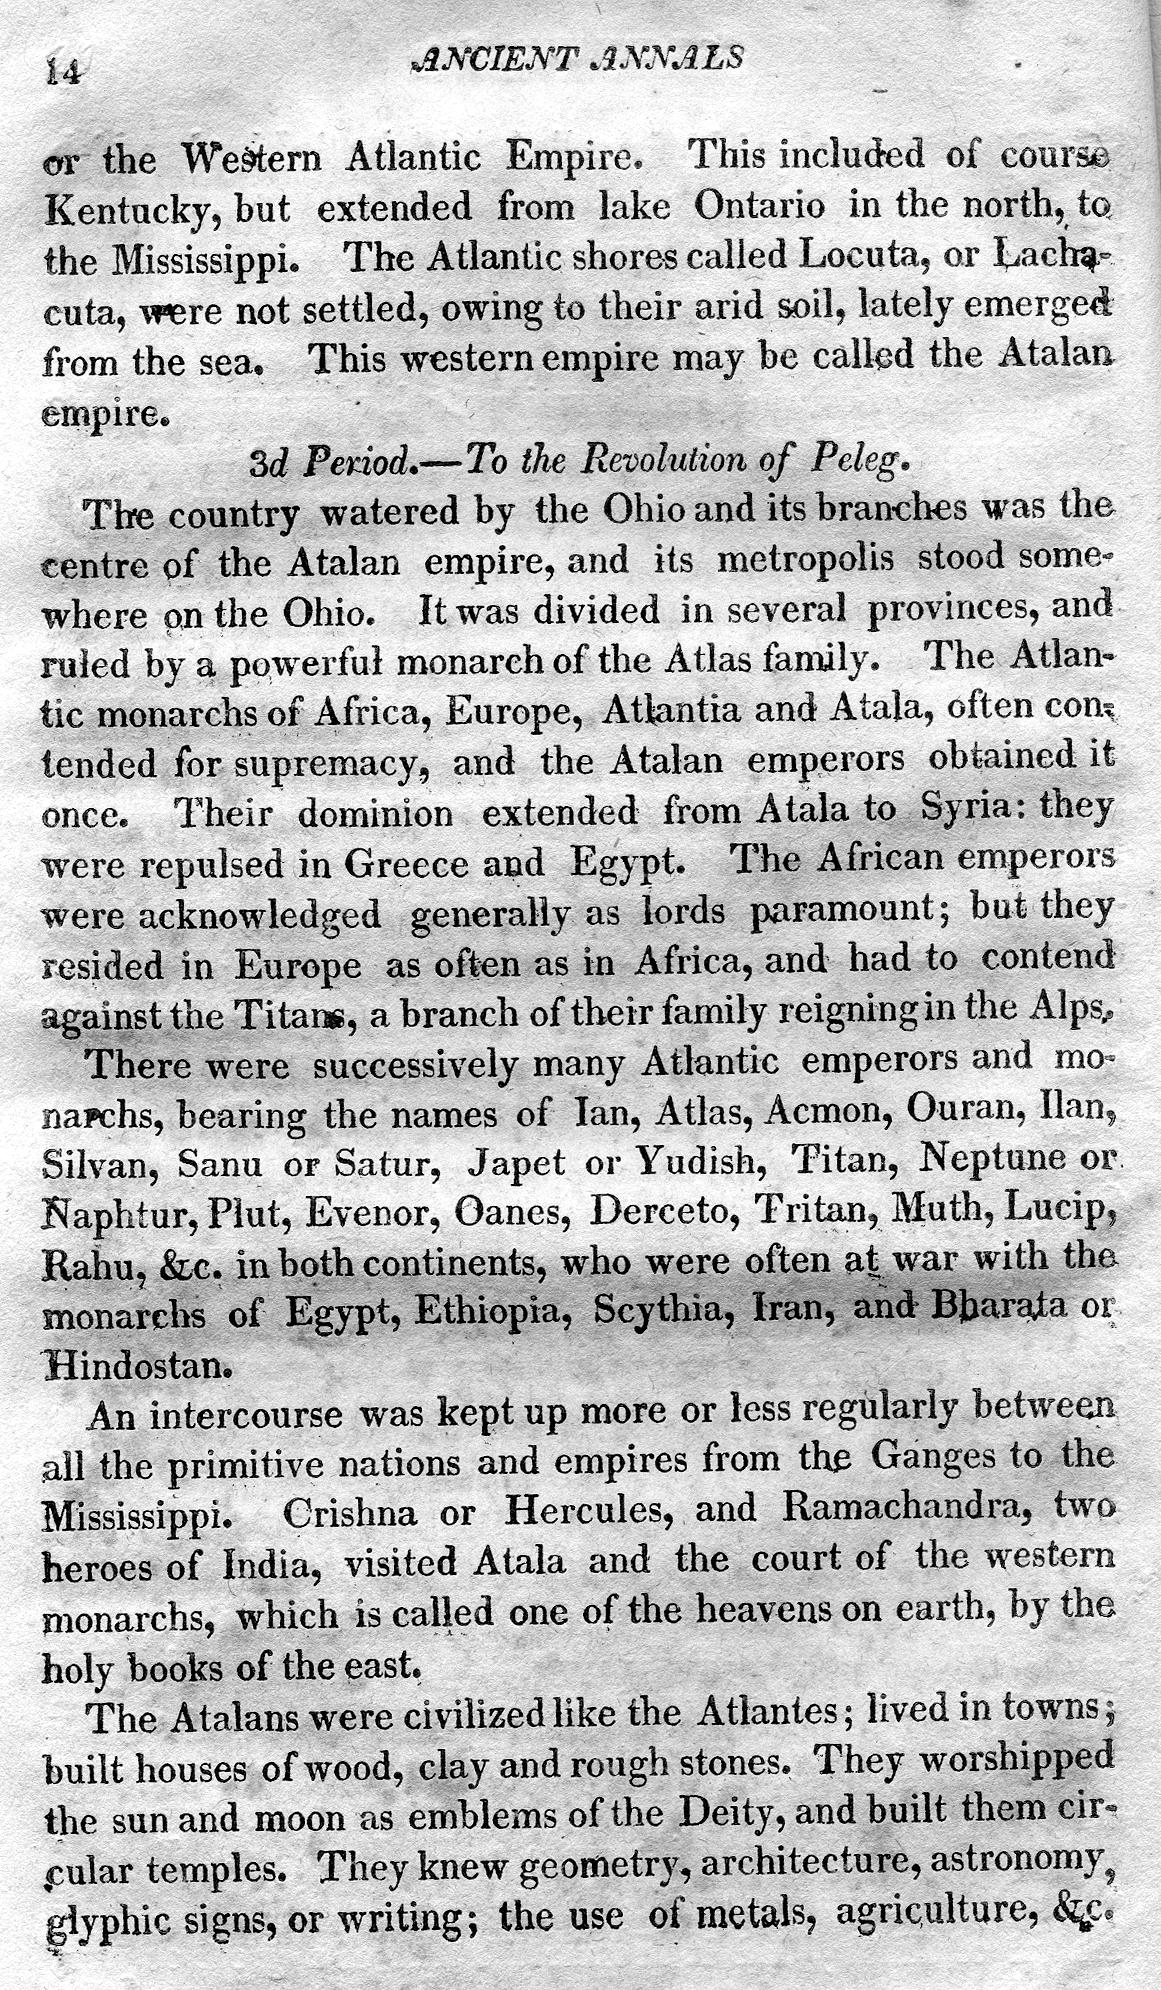 14 ANCIENT ANNALS
or the Western Atlantic Empire. This included of course
Kentucky, but extended from lake Ontario in the north, to
the Mississippi. The Atlantic shores called Locuta, or Lacha-
cuta, were not settled, owing to their arid soil, lately emerged
from the sea. This western empire may be called the Atalan
empire.
3d Period.—To the Revolution of Peleg.
The country watered by the Ohio and its branches was the
centre of the Atalan empire, and its metropolis stood some-
where on the Ohio. It was divided in several provinces, and
ruled by a powerful monarch of the Atlas family. The Atlan-
tic monarchs of Africa, Europe, Atlantia and Atala, often con-
tended for supremacy, and the Atalan emperors obtained it
once. Their dominion extended from Atala to Syria: they
were repulsed in Greece and Egypt. The African emperors
were acknowledged generally as lords paramount; but they
resided in Europe as often as in Africa, and had to contend
against the Titans, a branch of their family reigning in the Alps.
There were successively many Atlantic emperors and mo-
narchs, bearing the names of Ian, Atlas, Acmon, Ouran, Ilan,
Silvan, Sanu or Satur, Japet or Yudish, Titan, Neptune or
Naphtur, Plut, Evenor, Oanes, Derceto, Tritan, Muth, Lucip,
Rahu, &c. in both continents, who were often at war with the
monarchs of Egypt, Ethiopia, Scythia, Iran, and Bharata or
Hindostan.
An intercourse was kept up more or less regularly between
all the primitive nations and empires from the Ganges to the
Mississippi. Crishna or Hercules, and Ramachandra, two
heroes of India, visited Atala and the court of the western
monarchs, which is called one of the heavens on earth, by the
holy books of the east.
The Atalans were civilized like the Atlantes; lived in towns;
built houses of wood, clay and rough stones. They worshipped
the sun and moon as emblems of the Deity, and built them cir-
cular temples. They knew geometry, architecture, astronomy,
glyphic signs, or writing; the use of metals, agriculture, &c.